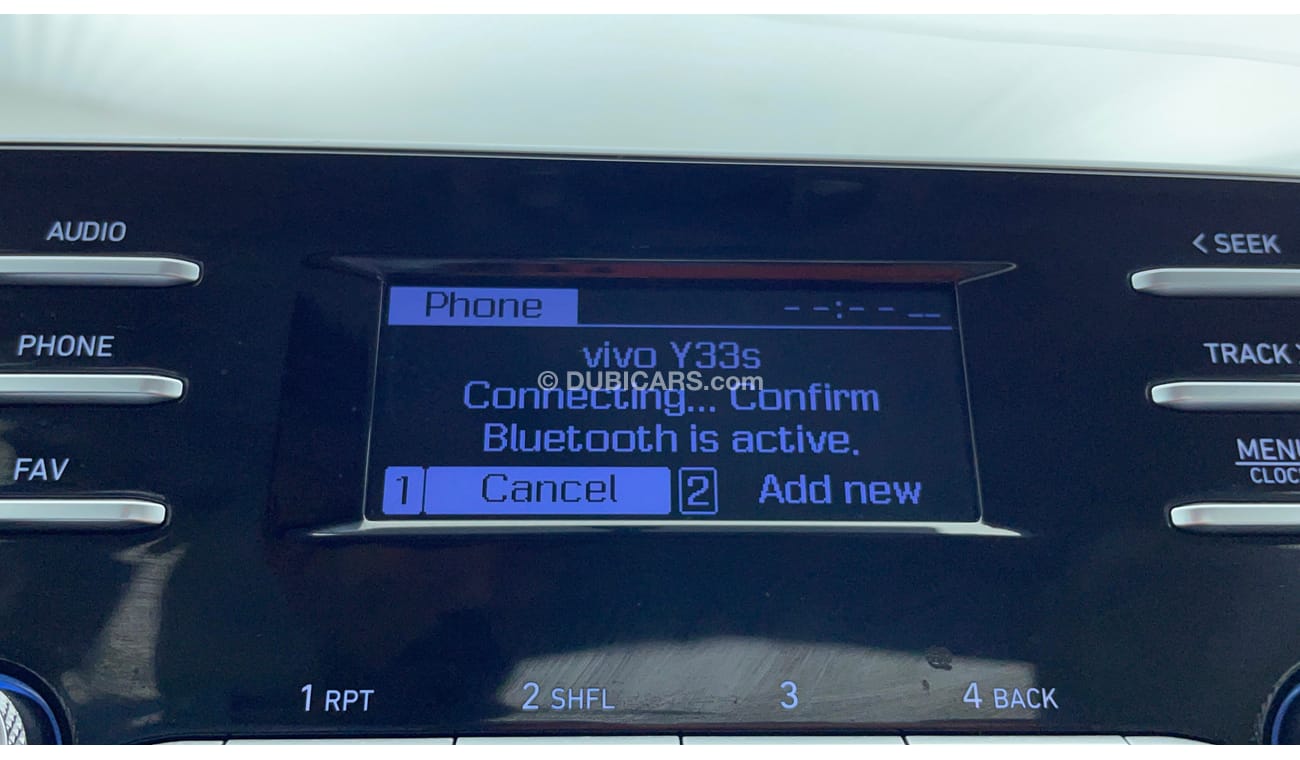 AUDIO
< SEEK
Phone
--:-- --
PHONE
vivo Y33s
TRACK
© DUBICARS.com
Connecting... Confirm
Bluetooth is active.
FAV
MENU
CLOCK
1 Cancel 2 Add new
1 RPT 2 SHFL 3 4 BACK